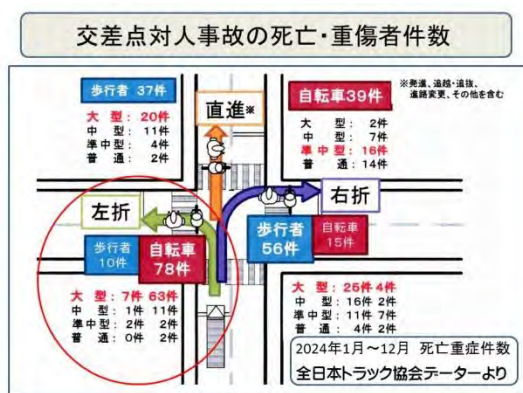 交差点対人事故の死亡・重傷者件数
歩行者 37件
大 型: 20件
中 型: 11件
準中型: 4件
普 通: 2件
直進※
自転車39件
※発進、追越・追抜、
進路変更、その他を含む
大 型: 2件
中 型: 7件
準中型: 16件
普 通: 14件
左折
右折
歩行者
10件
自転車
78件
歩行者
56件
自転車
15件
大 型: 7件 63件
中 型: 1件 11件
準中型: 2件 2件
普 通: 0件 2件
大 型: 25件 4件
中 型: 16件 2件
準中型: 11件 7件
普 通: 4件 2件
2024年1月~12月 死亡重症件数
全日本トラック協会データーより